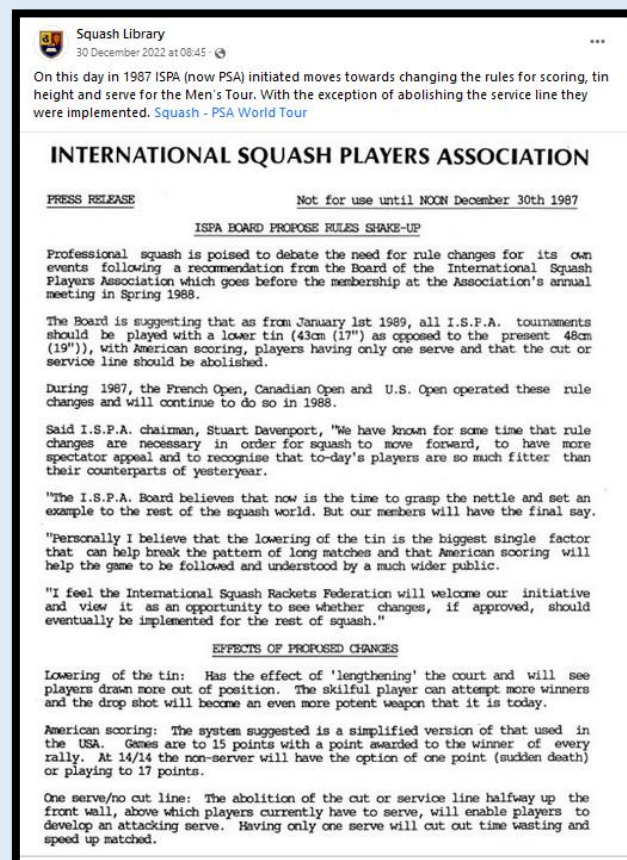 Squash Library
30 December 2022 at 08:45 ·
On this day in 1987 ISPA (now PSA) initiated moves towards changing the rules for scoring, tin
height and serve for the Men's Tour. With the exception of abolishing the service line they
were implemented. Squash - PSA World Tour
INTERNATIONAL SQUASH PLAYERS ASSOCIATION
PRESS RELEASE Not for use until NOON December 30th 1987
ISPA BOARD PROPOSE RULES SHAKE-UP
Professional squash is poised to debate the need for rule changes for its own
events following a recommendation from the Board of the International Squash
Players Association which goes before the membership at the Association's annual
meeting in Spring 1988.
The Board is suggesting that as from January 1st 1989, all I.S.P.A. tournaments
should be played with a lower tin (43cm (17") as opposed to the present 48cm
(19")), with American scoring, players having only one serve and that the cut or
service line should be abolished.
During 1987, the French Open, Canadian Open and U.S. Open operated these rule
changes and will continue to do so in 1988.
Said I.S.P.A. chairman, Stuart Davenport, "We have known for some time that rule
changes are necessary in order for squash to move forward, to have more
spectator appeal and to recognise that to-day's players are so much fitter than
their counterparts of yesteryear.
"The I.S.P.A. Board believes that now is the time to grasp the nettle and set an
example to the rest of the squash world. But our members will have the final say.
"Personally I believe that the lowering of the tin is the biggest single factor
that can help break the pattern of long matches and that American scoring will
help the game to be followed and understood by a much wider public.
"I feel the International Squash Rackets Federation will welcome our initiative
and view it as an opportunity to see whether changes, if approved, should
eventually be implemented for the rest of squash."
EFFECTS OF PROPOSED CHANGES
Lowering of the tin: Has the effect of 'lengthening' the court and will see
players drawn more out of position. The skilful player can attempt more winners
and the drop shot will become an even more potent weapon that it is today.
American scoring: The system suggested is a simplified version of that used in
the USA. Games are to 15 points with a point awarded to the winner of every
rally. At 14/14 the non-server will have the option of one point (sudden death)
or playing to 17 points.
One serve/no cut line: The abolition of the cut or service line halfway up the
front wall, above which players currently have to serve, will enable players to
develop an attacking serve. Having only one serve will cut out time wasting and
speed up matched.